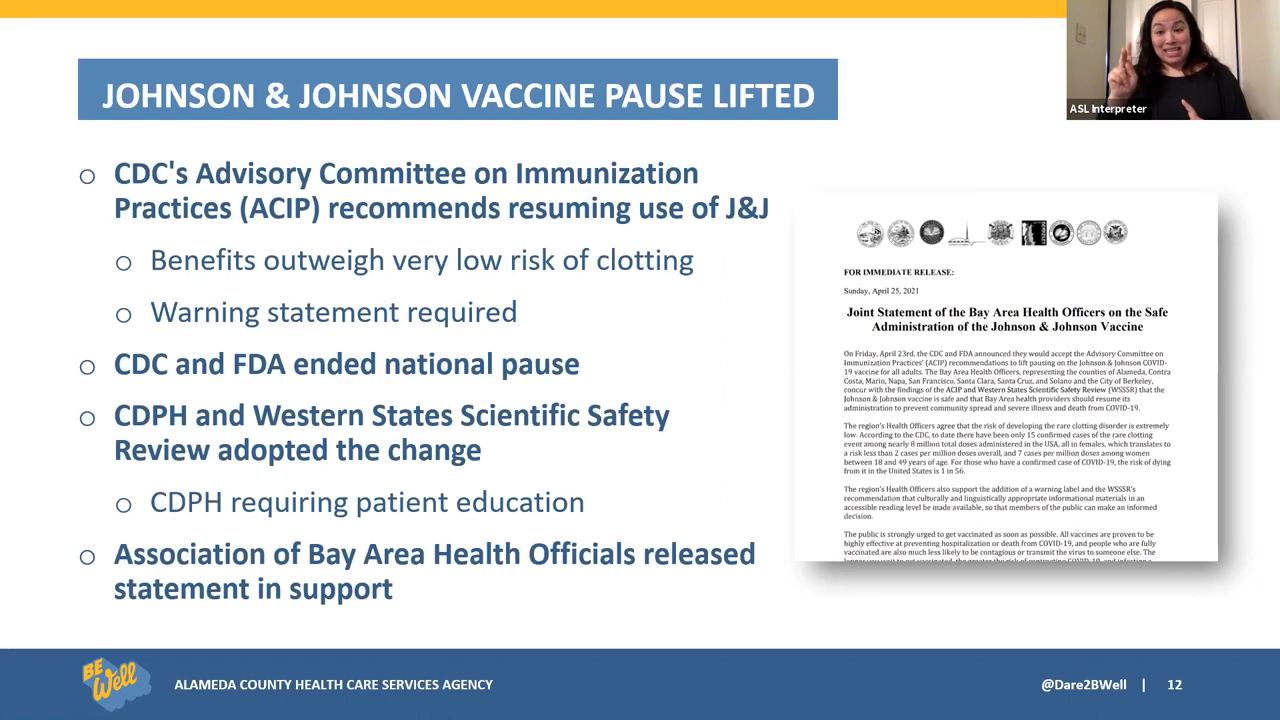 ASL Interpreter
JOHNSON & JOHNSON VACCINE PAUSE LIFTED
CDC's Advisory Committee on Immunization
Practices (ACIP) recommends resuming use of J&J
Benefits outweigh very low risk of clotting
Warning statement required
CDC and FDA ended national pause
CDPH and Western States Scientific Safety
Review adopted the change
CDPH requiring patient education
Association of Bay Area Health Officials released
statement in support
FOR IMMEDIATE RELEASE:
Sunday, April 25, 2021
Joint Statement of the Bay Area Health Officers on the Safe
Administration of the Johnson & Johnson Vaccine
On Friday, April 23rd, the CDC and FDA announced they would accept the Advisory Committee on
Immunization Practices' (ACIP) recommendations to lift pausing on the Johnson & Johnson COVID-
19 vaccine for all adults. The Bay Area Health Officers, representing the counties of Alameda, Contra
Costa, Marin, Napa, San Francisco, Santa Clara, Santa Cruz, and Solano and the City of Berkeley,
concur with the findings of the ACIP and Western States Scientific Safety Review (WSSSR) that the
Johnson & Johnson vaccine is safe and that Bay Area health providers should resume its
administration to prevent community spread and severe illness and death from COVID-19.
The region's Health Officers agree that the risk of developing the rare clotting disorder is extremely
low. According to the CDC, to date there have been only 15 confirmed cases of the rare clotting
event among nearly 8 million total doses administered in the USA, all in females, which translates to
a risk less than 2 cases per million doses overall, and 7 cases per million doses among women
between 18 and 49 years of age. For those who have a confirmed case of COVID-19, the risk of dying
from it in the United States is 1 in 56.
The region's Health Officers also support the addition of a warning label and the WSSSR's
recommendation that culturally and linguistically appropriate informational materials in an
accessible reading level be made available, so that members of the public can make an informed
decision.
The public is strongly urged to get vaccinated as soon as possible. All vaccines are proven to be
highly effective at preventing hospitalization or death from COVID-19, and people who are fully
vaccinated are also much less likely to be contagious or transmit the virus to someone else. The
longer you wait to get vaccinated, the greater the risk of contracting COVID-19, and infecting a
BE Well
ALAMEDA COUNTY HEALTH CARE SERVICES AGENCY
@Dare2BWell | 12